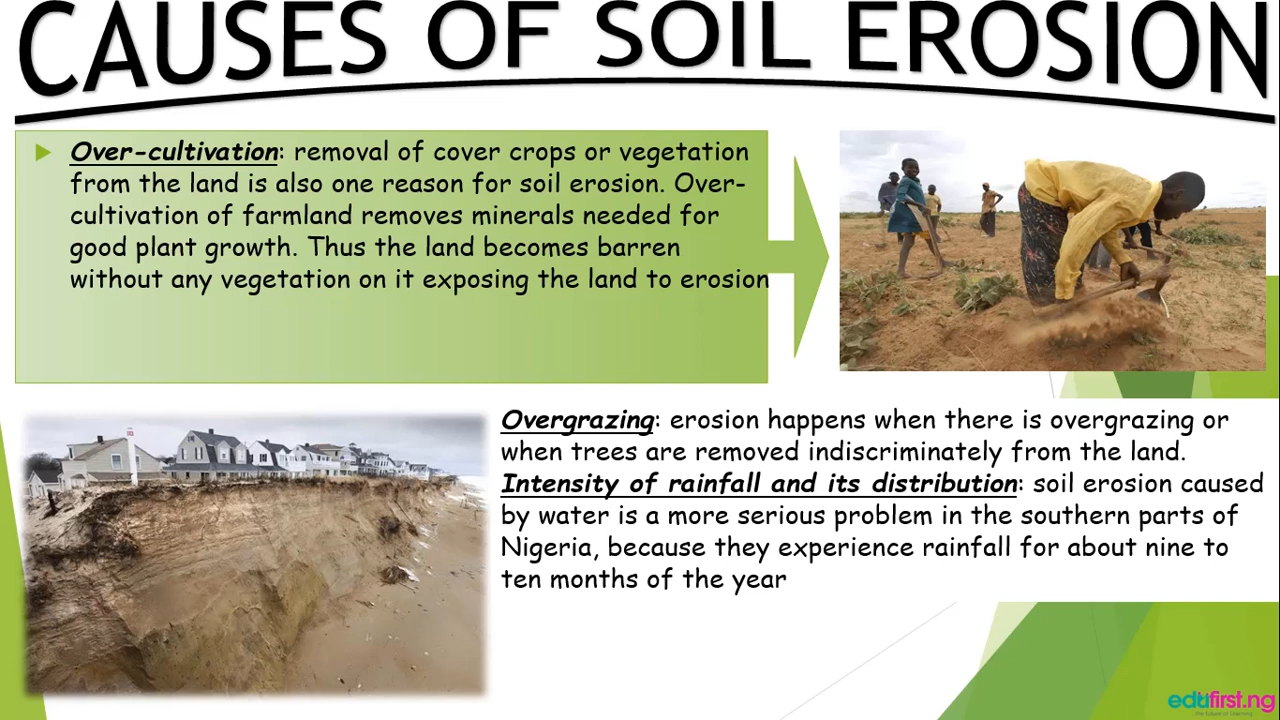 CAUSES OF SOIL EROSION
Over-cultivation: removal of cover crops or vegetation
from the land is also one reason for soil erosion. Over-
cultivation of farmland removes minerals needed for
good plant growth. Thus the land becomes barren
without any vegetation on it exposing the land to erosion
Overgrazing: erosion happens when there is overgrazing or
when trees are removed indiscriminately from the land.
Intensity of rainfall and its distribution: soil erosion caused
by water is a more serious problem in the southern parts of
Nigeria, because they experience rainfall for about nine to
ten months of the year
edufirst.ng
the future of Learning